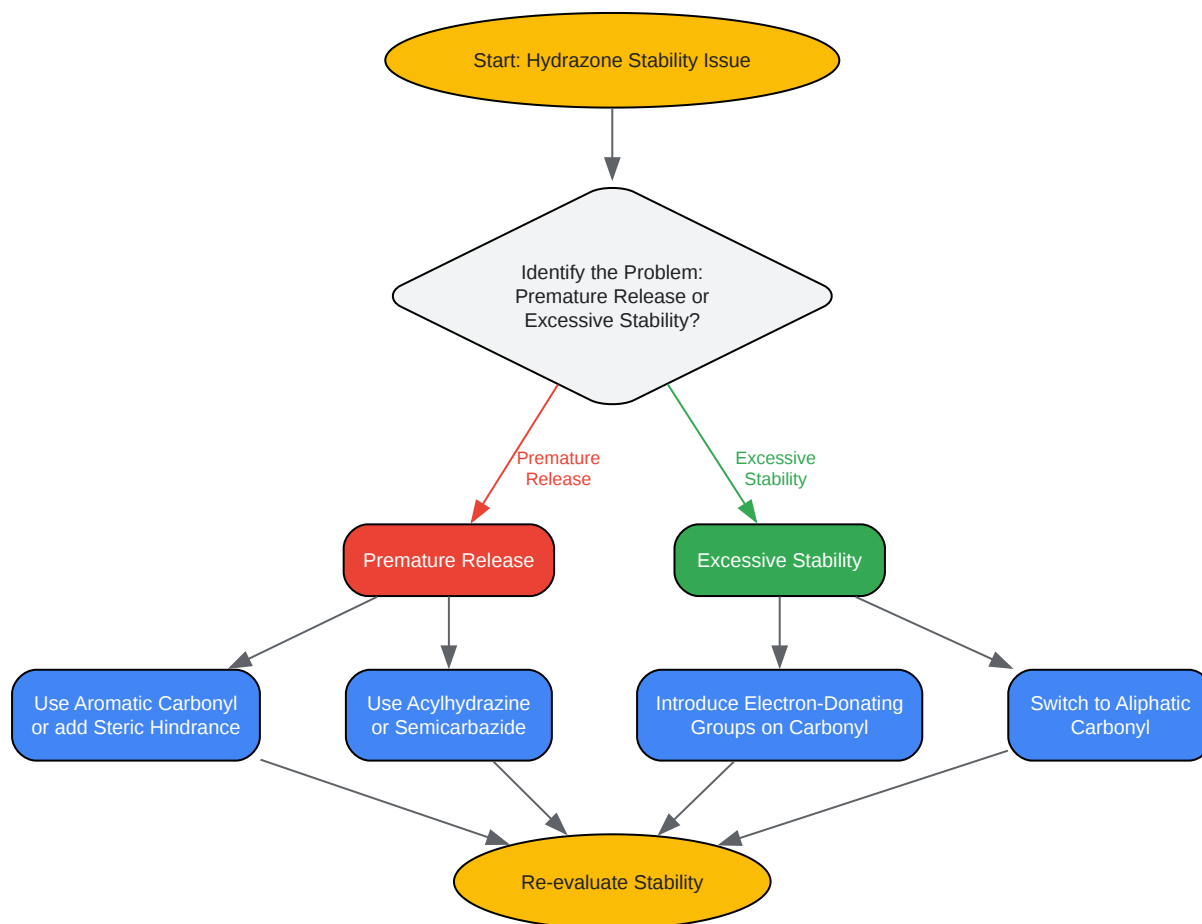 Start: Hydrazone Stability Issue
Identify the Problem:
Premature Release or
Excessive Stability?
Premature
Release
Excessive
Stability
Premature Release
Excessive Stability
Use Aromatic Carbonyl
or add Steric Hindrance
Use Acylhydrazine
or Semicarbazide
Introduce Electron-Donating
Groups on Carbonyl
Switch to Aliphatic
Carbonyl
Re-evaluate Stability